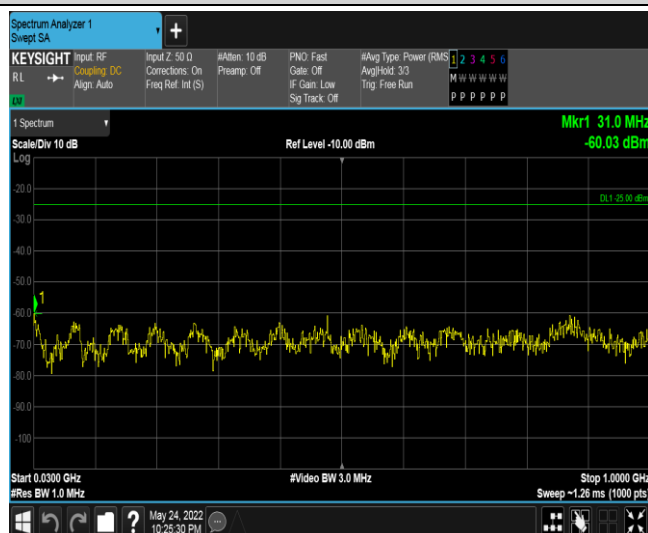 Spectrum Analyzer 1
Swept SA
KEYSIGHT
RL
Input: RF
Coupling: DC
Align: Auto
Input Z: 50 Ω
Corrections: On
Freq Ref: Int (S)
#Atten: 10 dB
Preamp: Off
PNO: Fast
Gate: Off
IF Gain: Low
Sig Track: Off
#Avg Type: Power (RMS
Avg|Hold: 3/3
Trig: Free Run
1 2 3 4 5 6
M W W W W W
P P P P P P
LXI
1 Spectrum
Mkr1 31.0 MHz
-60.03 dBm
Scale/Div 10 dB
Ref Level -10.00 dBm
Log
-20.0
DL1 -25.00 dBm
-30.0
-40.0
-50.0
1
-60.0
-70.0
-80.0
-90.0
-100
Start 0.0300 GHz
#Video BW 3.0 MHz
Stop 1.0000 GHz
#Res BW 1.0 MHz
Sweep ~1.26 ms (1000 pts)
?
May 24, 2022
10:25:30 PM